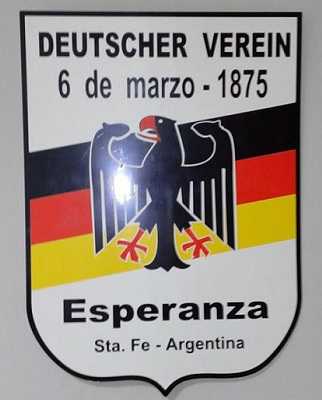 DEUTSCHER VEREIN
6 de marzo - 1875
Esperanza
Sta. Fe - Argentina